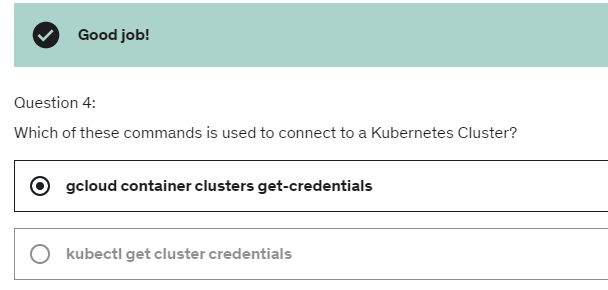 Good job!
Question 4:
Which of these commands is used to connect to a Kubernetes Cluster?
gcloud container clusters get-credentials
kubectl get cluster credentials